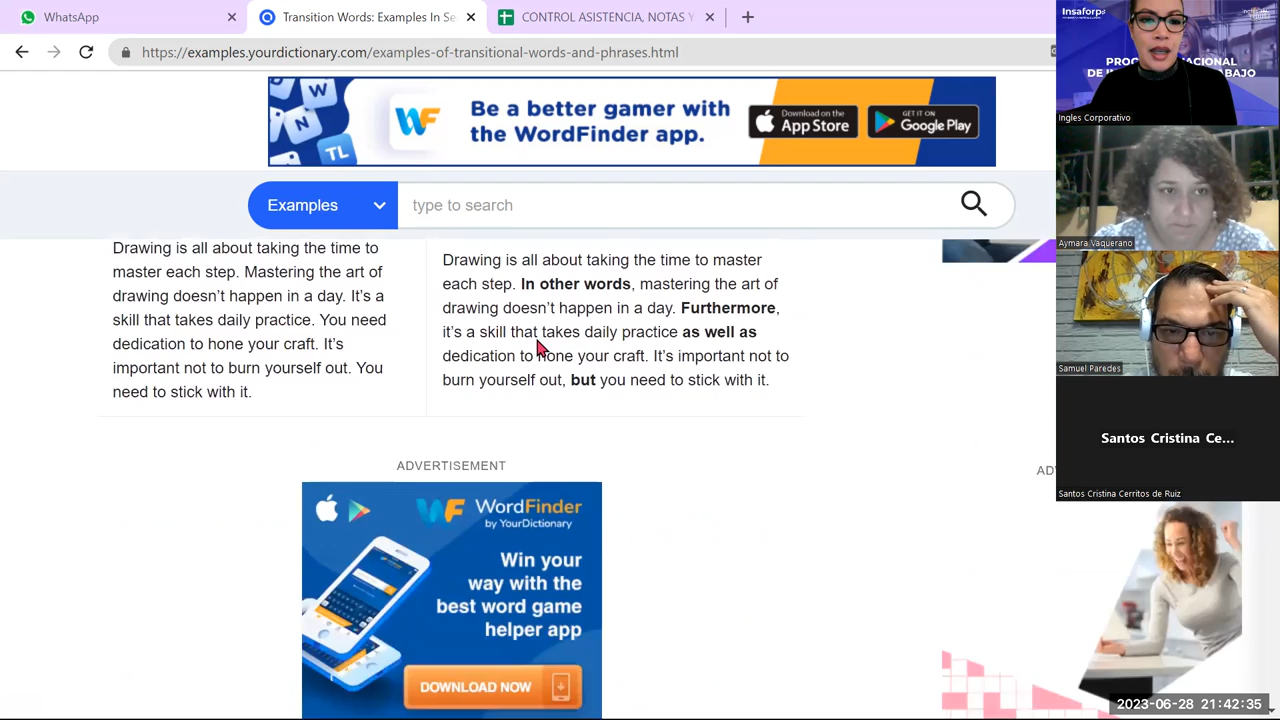 WhatsApp
Transition Words: Examples In Se
CONTROL ASISTENCIA, NOTAS Y
https://examples.yourdictionary.com/examples-of-transitional-words-and-phrases.html
W
N
TL
WF
Be a better gamer with
the WordFinder app.
Download on the
App Store
GET IT ON
Google Play
Examples
type to search
Drawing is all about taking the time to
master each step. Mastering the art of
drawing doesn’t happen in a day. It’s a
skill that takes daily practice. You need
dedication to hone your craft. It’s
important not to burn yourself out. You
need to stick with it.
Drawing is all about taking the time to master
each step. In other words, mastering the art of
drawing doesn’t happen in a day. Furthermore,
it’s a skill that takes daily practice as well as
dedication to hone your craft. It’s important not to
burn yourself out, but you need to stick with it.
ADVERTISEMENT
WF WordFinder
by YourDictionary
Win your
way with the
best word game
helper app
DOWNLOAD NOW
AD
Insaforp
Ingles Corporativo
Aymara Vaquerano
Samuel Paredes
Santos Cristina Ce...
Santos Cristina Cerritos de Ruiz
2023-06-28 21:42:35